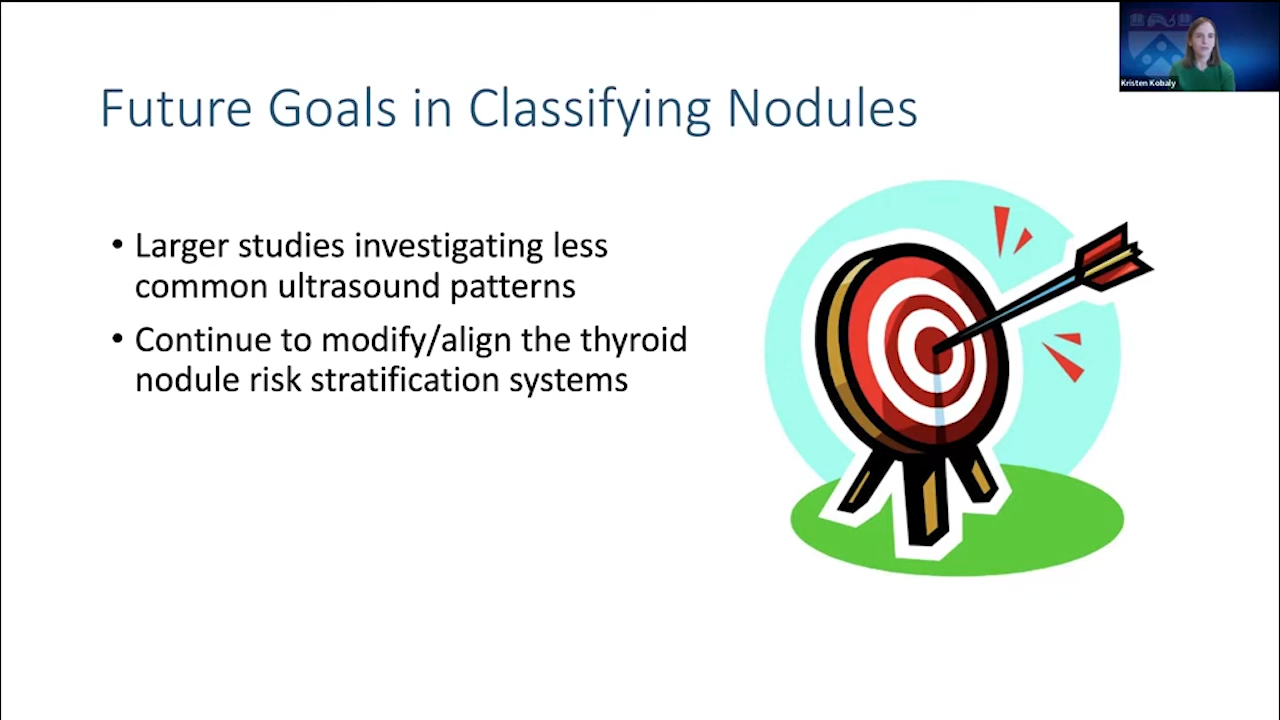 Kristen Kobaly
Future Goals in Classifying Nodules
• Larger studies investigating less
common ultrasound patterns
• Continue to modify/align the thyroid
nodule risk stratification systems